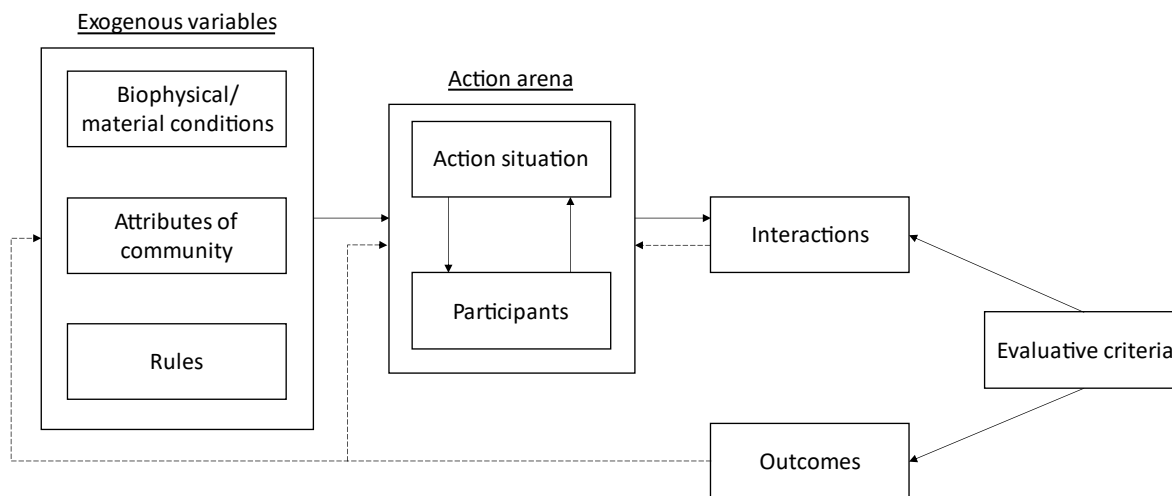 Exogenous variables
Biophysical/
material conditions
Attributes of
community
Rules
Action arena
Action situation
Participants
Interactions
Outcomes
Evaluative criteria